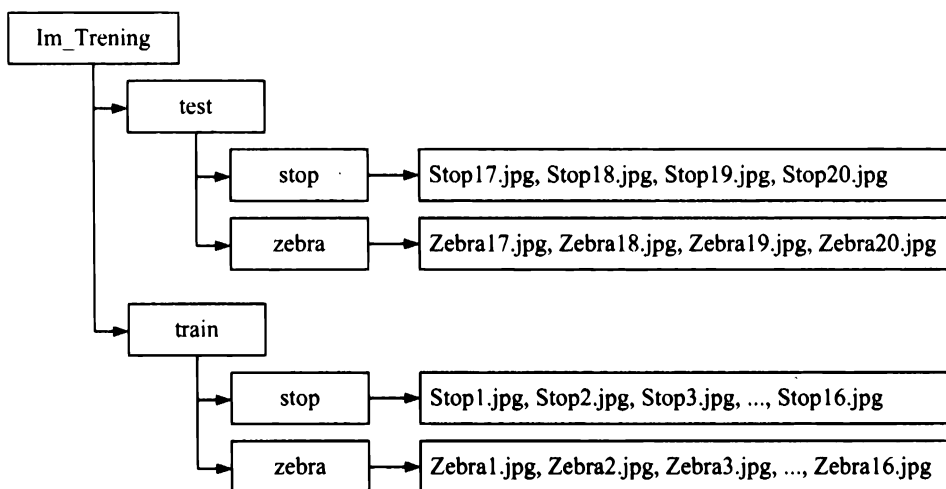 Im_Trening
test
stop
Stop17.jpg, Stop18.jpg, Stop19.jpg, Stop20.jpg
zebra
Zebra17.jpg, Zebra18.jpg, Zebra19.jpg, Zebra20.jpg
train
stop
Stop1.jpg, Stop2.jpg, Stop3.jpg, ..., Stop16.jpg
zebra
Zebra1.jpg, Zebra2.jpg, Zebra3.jpg, ..., Zebra16.jpg